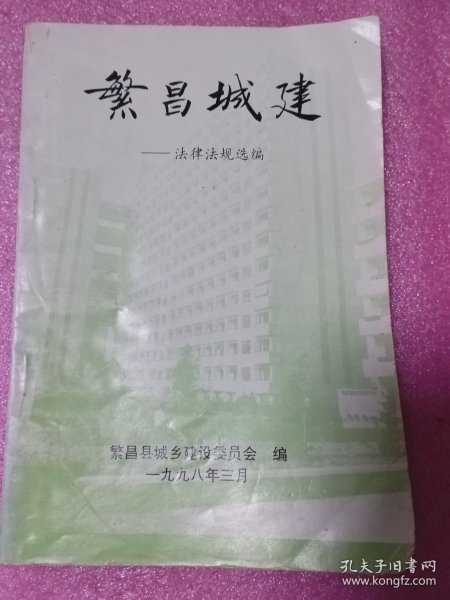 繁昌城建
——法律法规选编
繁昌县城乡建设委员会 编
一九九八年三月
孔夫子旧书网
www.kongfz.com